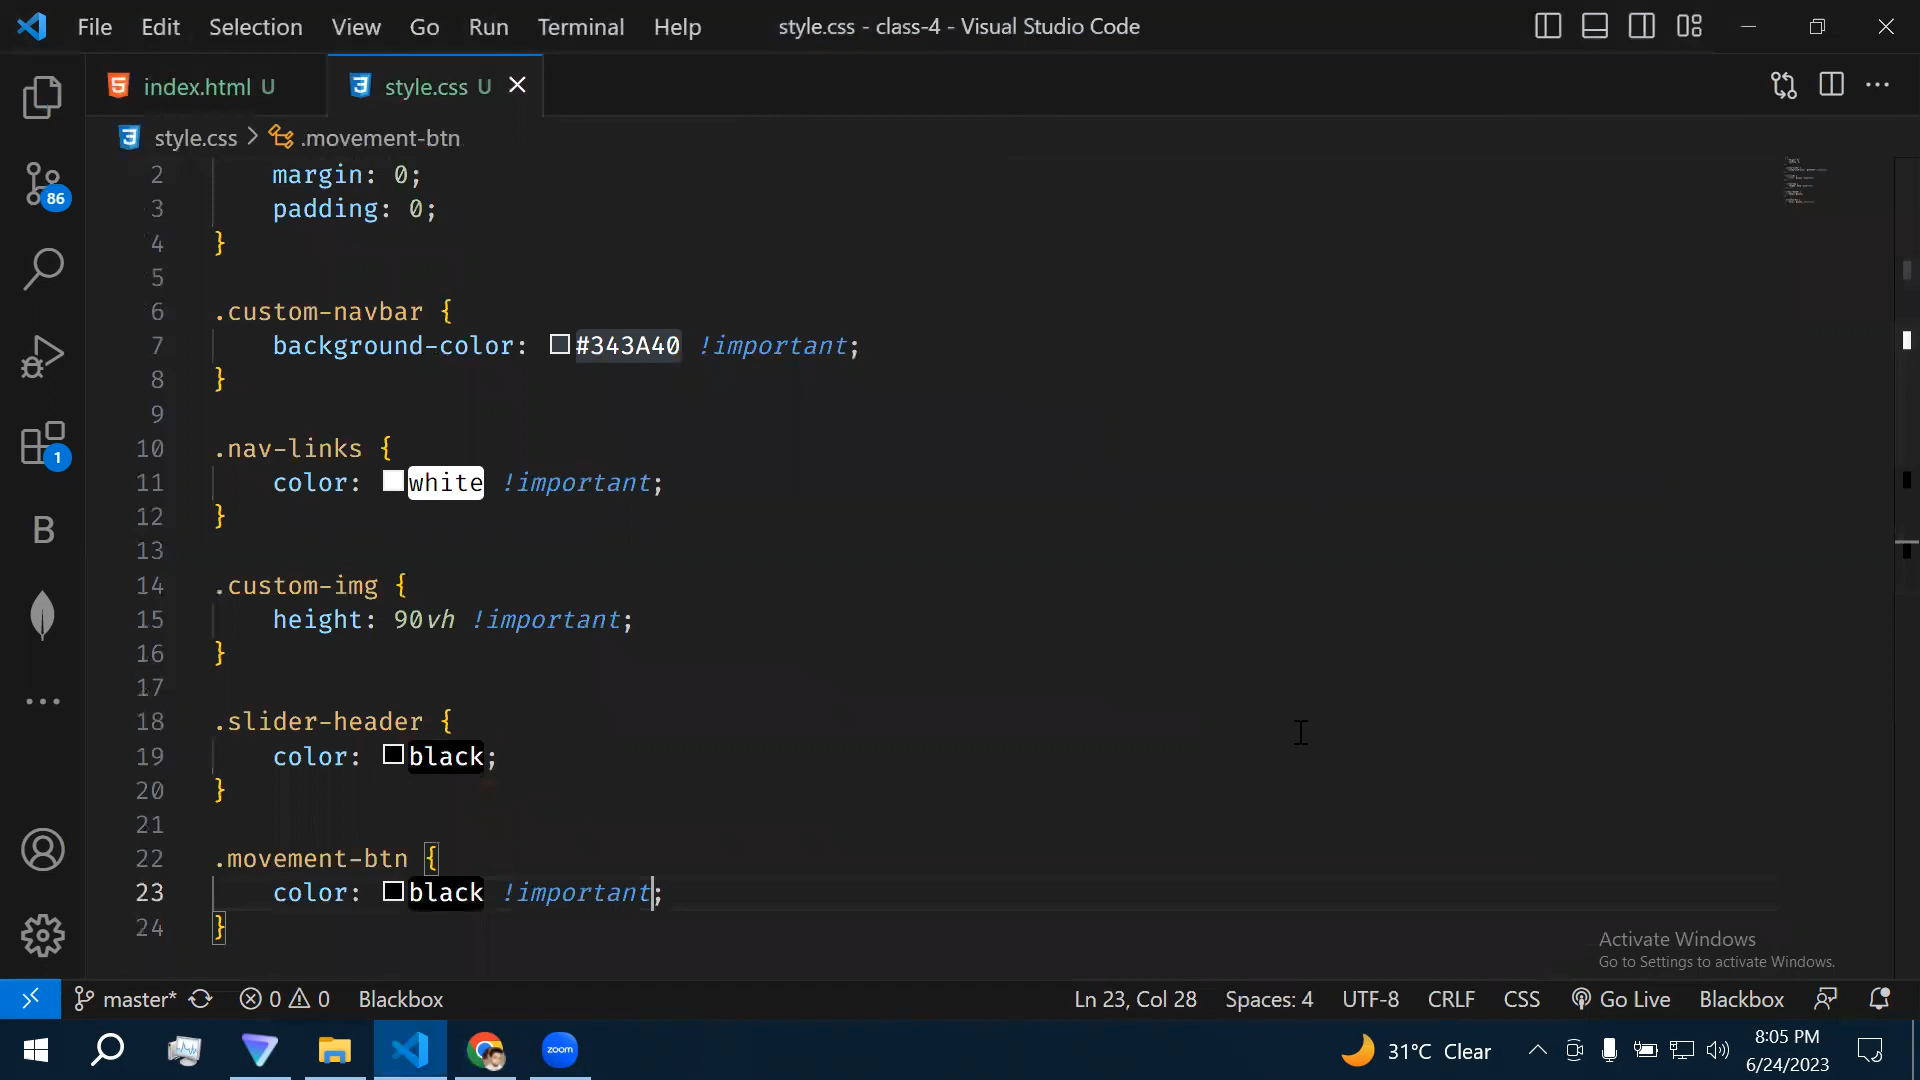 File Edit Selection View Go Run Terminal Help style.css - class-4 - Visual Studio Code
index.html U style.css U
style.css > .movement-btn
2 margin: 0;
3 padding: 0;
4 }
5
6 .custom-navbar {
7 background-color: #343A40 !important;
8 }
9
10 .nav-links {
11 color: white !important;
12 }
13
14 .custom-img {
15 height: 90vh !important;
16 }
17
18 .slider-header {
19 color: black;
20 }
21
22 .movement-btn {
23 color: black !important;
24 }
86
1
B
Activate Windows
Go to Settings to activate Windows.
master* 0 0 Blackbox Ln 23, Col 28 Spaces: 4 UTF-8 CRLF CSS Go Live Blackbox
zoom 31°C Clear 8:05 PM
6/24/2023